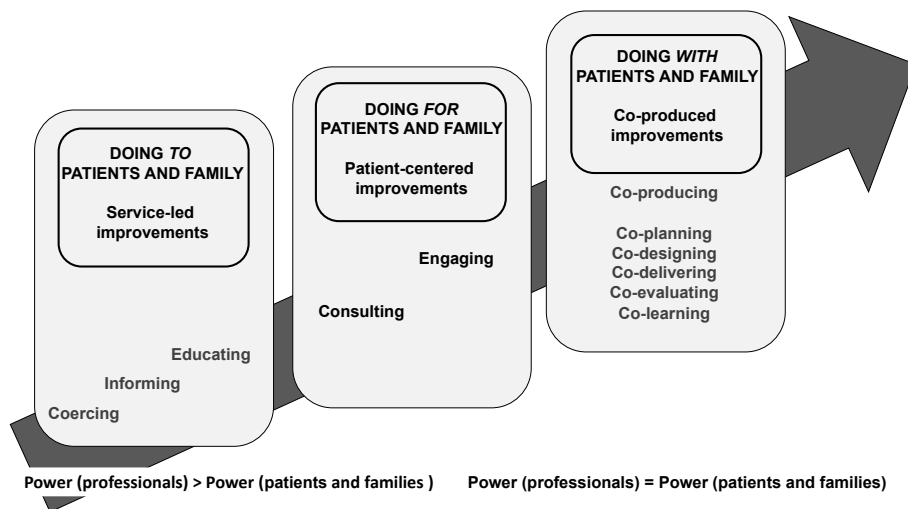 DOING TO
PATIENTS AND FAMILY
Service-led
improvements
Educating
Informing
Coercing
DOING FOR
PATIENTS AND FAMILY
Patient-centered
improvements
Engaging
Consulting
DOING WITH
PATIENTS AND FAMILY
Co-produced
improvements
Co-producing
Co-planning
Co-designing
Co-delivering
Co-evaluating
Co-learning
Power (professionals) > Power (patients and families )
Power (professionals) = Power (patients and families)